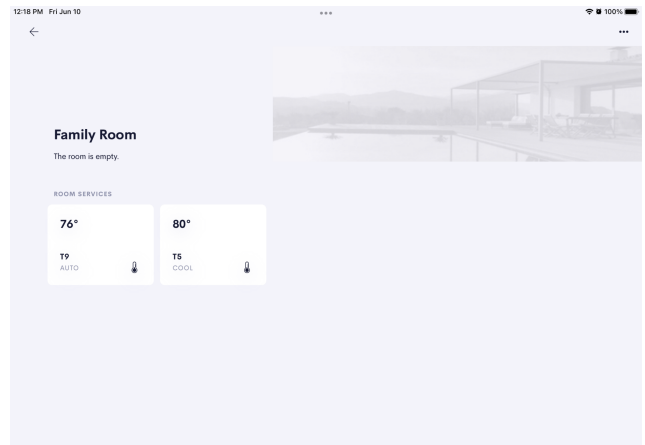 12:18 PM Fri Jun 10
100%
Family Room
The room is empty.
ROOM SERVICES
76°
80°
T9
AUTO
T5
COOL